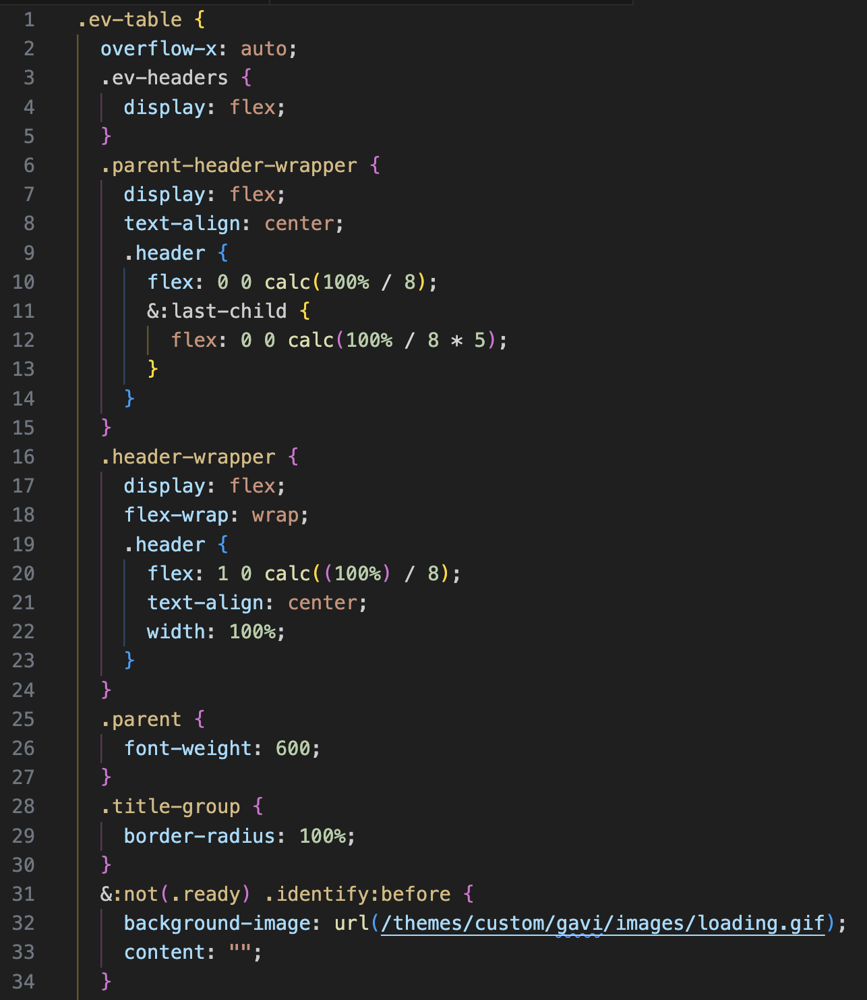 1 .ev-table {
2 overflow-x: auto;
3 .ev-headers {
4 display: flex;
5 }
6 .parent-header-wrapper {
7 display: flex;
8 text-align: center;
9 .header {
10 flex: 0 0 calc(100% / 8);
11 &:last-child {
12 flex: 0 0 calc(100% / 8 * 5);
13 }
14 }
15 }
16 .header-wrapper {
17 display: flex;
18 flex-wrap: wrap;
19 .header {
20 flex: 1 0 calc((100%) / 8);
21 text-align: center;
22 width: 100%;
23 }
24 }
25 .parent {
26 font-weight: 600;
27 }
28 .title-group {
29 border-radius: 100%;
30 }
31 &:not(.ready) .identify:before {
32 background-image: url(/themes/custom/gavi/images/loading.gif);
33 content: "";
34 }